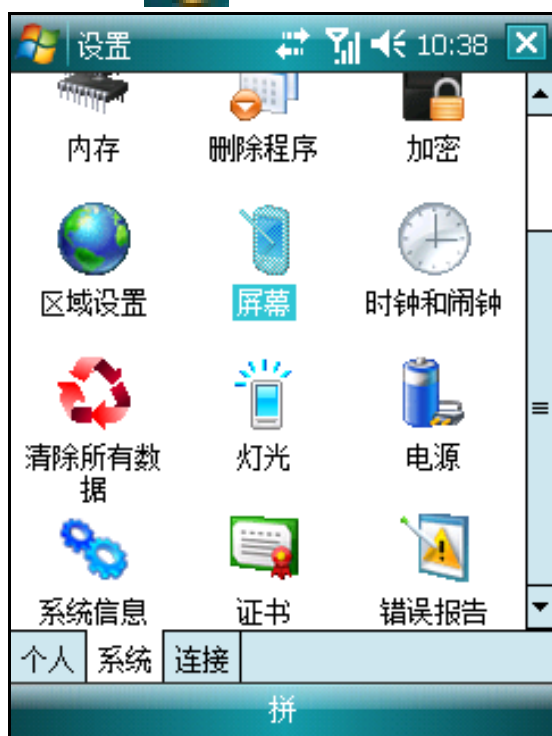 设置 10:38
内存 删除程序 加密
区域设置 屏幕 时钟和闹钟
清除所有数
据
灯光 电源
系统信息 证书 错误报告
个人 系统 连接
拼